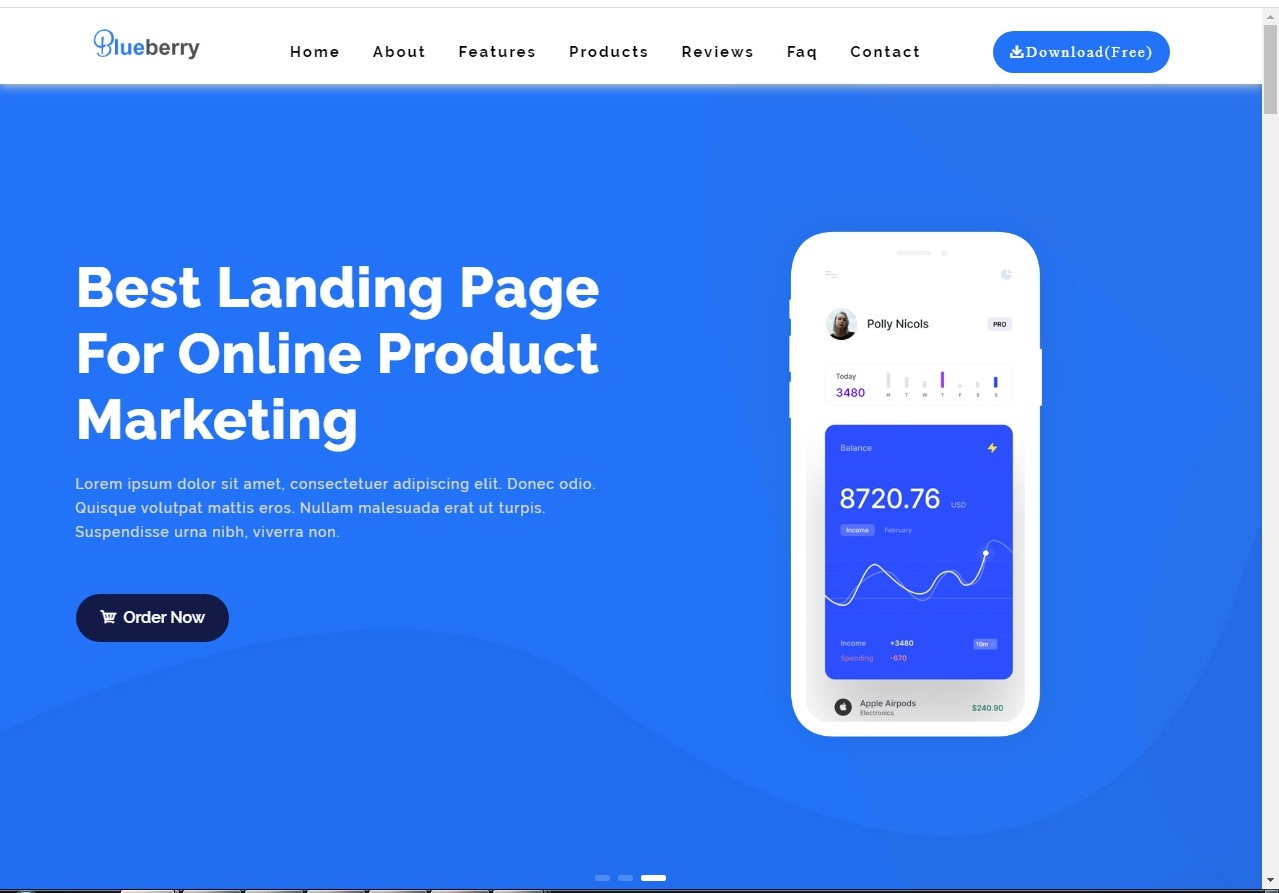 Blueberry
Home About Features Products Reviews Faq Contact
Download(Free)
Best Landing Page
For Online Product
Marketing
Lorem ipsum dolor sit amet, consectetuer adipiscing elit. Donec odio.
Quisque volutpat mattis eros. Nullam malesuada erat ut turpis.
Suspendisse urna nibh, viverra non.
Order Now
Polly Nicols
PRO
Today
3480
M T W T F S S
Balance
8720.76 USD
Income February
Income +3480 10m
Spending -670
Apple Airpods
Electronics
$240.90